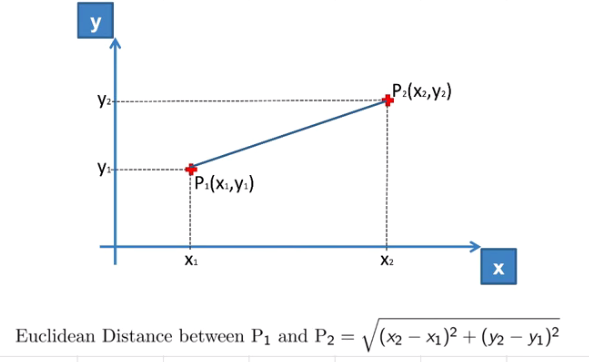 y
y₂
P₂(x₂,y₂)
y₁
P₁(x₁,y₁)
x₁
x₂
x
Euclidean Distance between P₁ and P₂ = √(x₂ − x₁)² + (y₂ − y₁)²